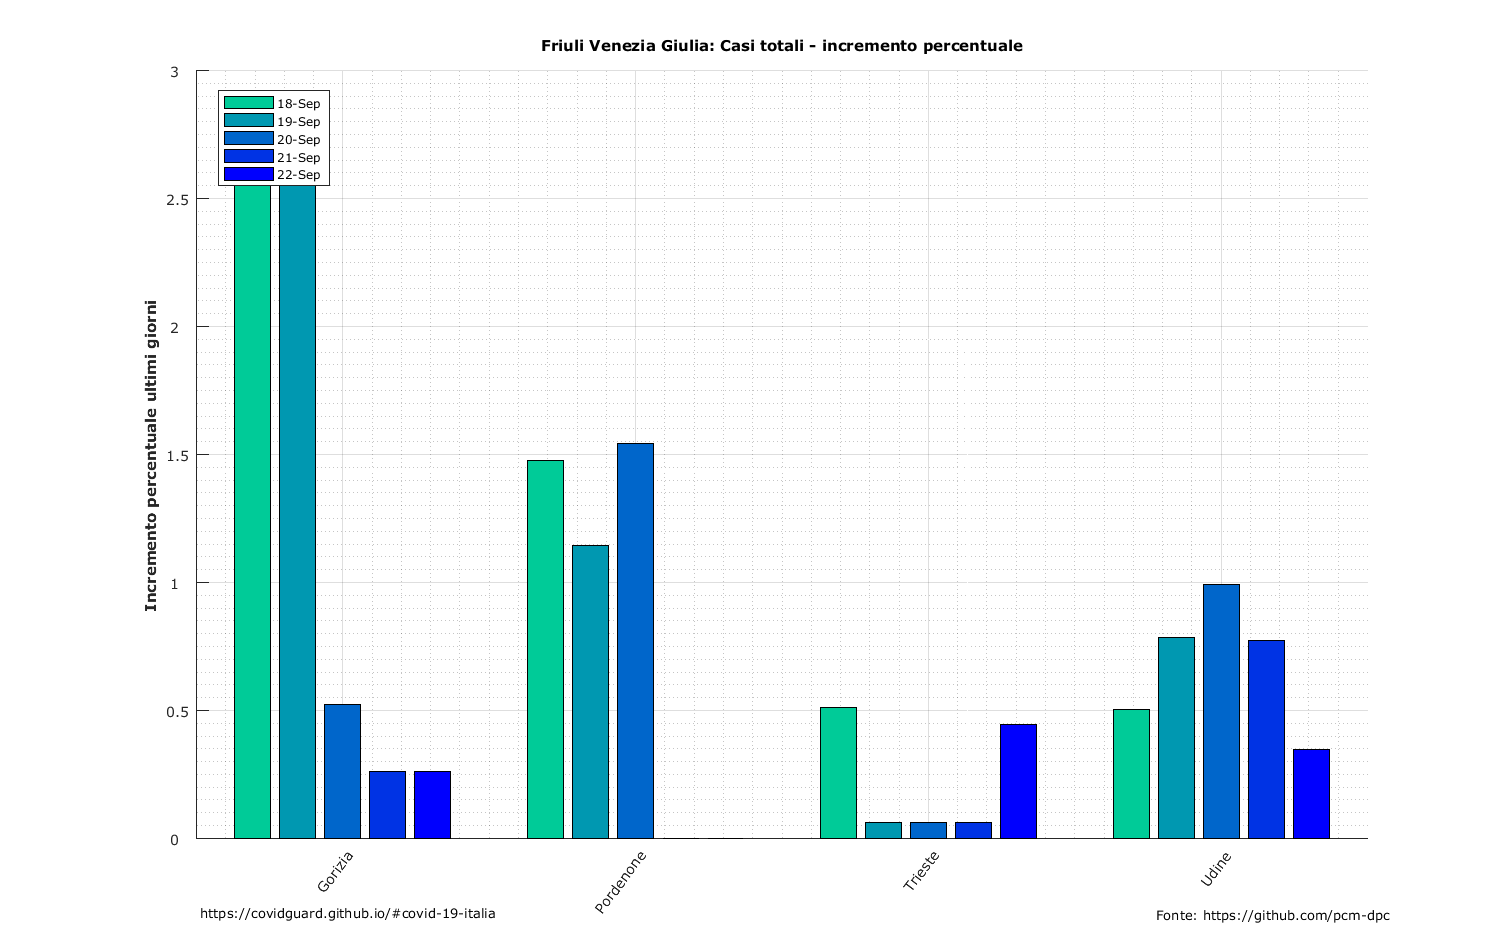 Friuli Venezia Giulia: Casi totali - incremento percentuale
3
2.5
2
1.5
1
0.5
0
Incremento percentuale ultimi giorni
18-Sep
19-Sep
20-Sep
21-Sep
22-Sep
Gorizia
Pordenone
Trieste
Udine
https://covidguard.github.io/#covid-19-italia
Fonte: https://github.com/pcm-dpc